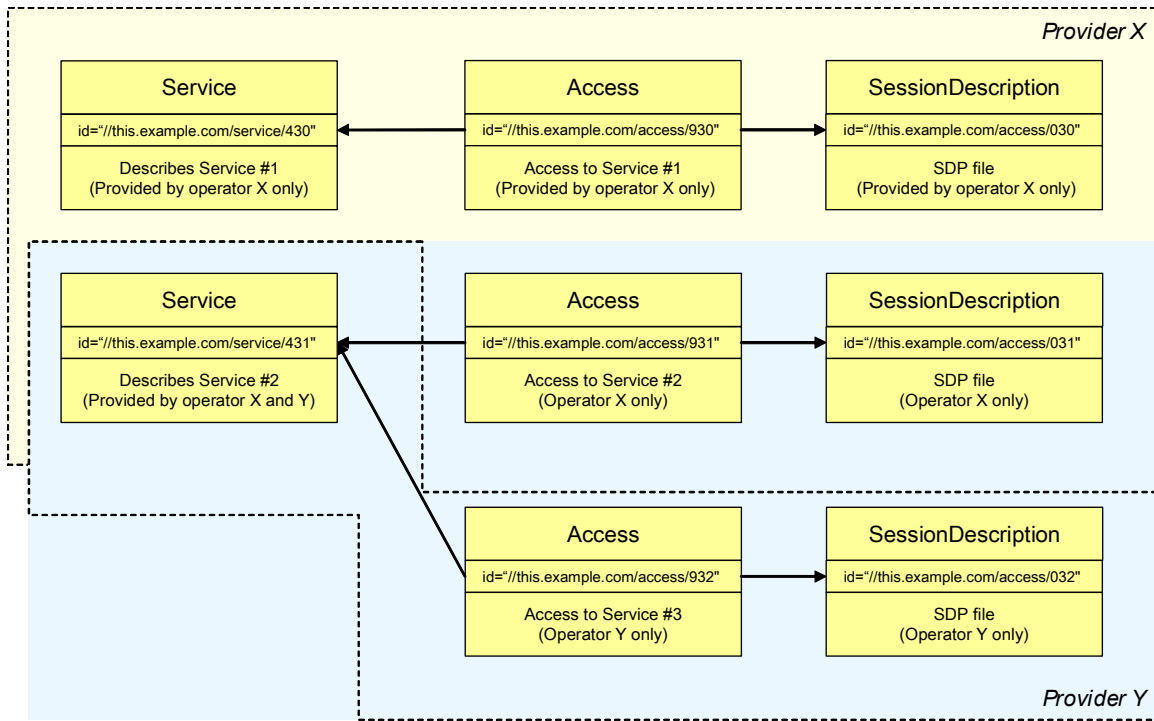 Provider X
Service
id=“//this.example.com/service/430"
Describes Service #1
(Provided by operator X only)
Access
id=“//this.example.com/access/930"
Access to Service #1
(Provided by operator X only)
SessionDescription
id=“//this.example.com/access/030"
SDP file
(Provided by operator X only)
Service
id=“//this.example.com/service/431"
Describes Service #2
(Provided by operator X and Y)
Access
id=“//this.example.com/access/931"
Access to Service #2
(Operator X only)
SessionDescription
id=“//this.example.com/access/031"
SDP file
(Operator X only)
Access
id=“//this.example.com/access/932"
Access to Service #3
(Operator Y only)
SessionDescription
id=“//this.example.com/access/032"
SDP file
(Operator Y only)
Provider Y